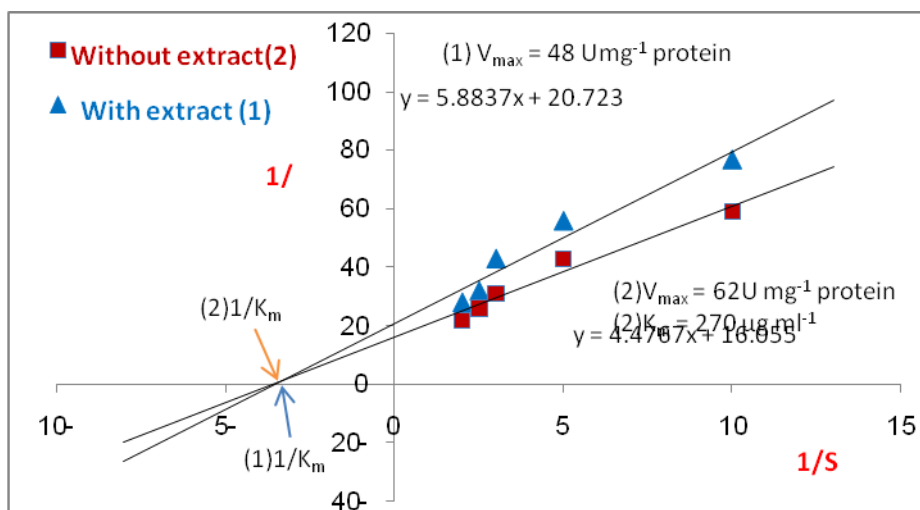 120
100
80
60
40
20
0
20-
40-
10-
5-
0
5
10
15
Without extract(2)
With extract (1)
(1) Vmax = 48 Umg-1 protein
y = 5.8837x + 20.723
1/
(2)1/Km
(1)1/Km
(2)Vmax = 62U mg-1 protein
(2)Km = 270 µg ml-1
y = 4.4767x + 16.055
1/S